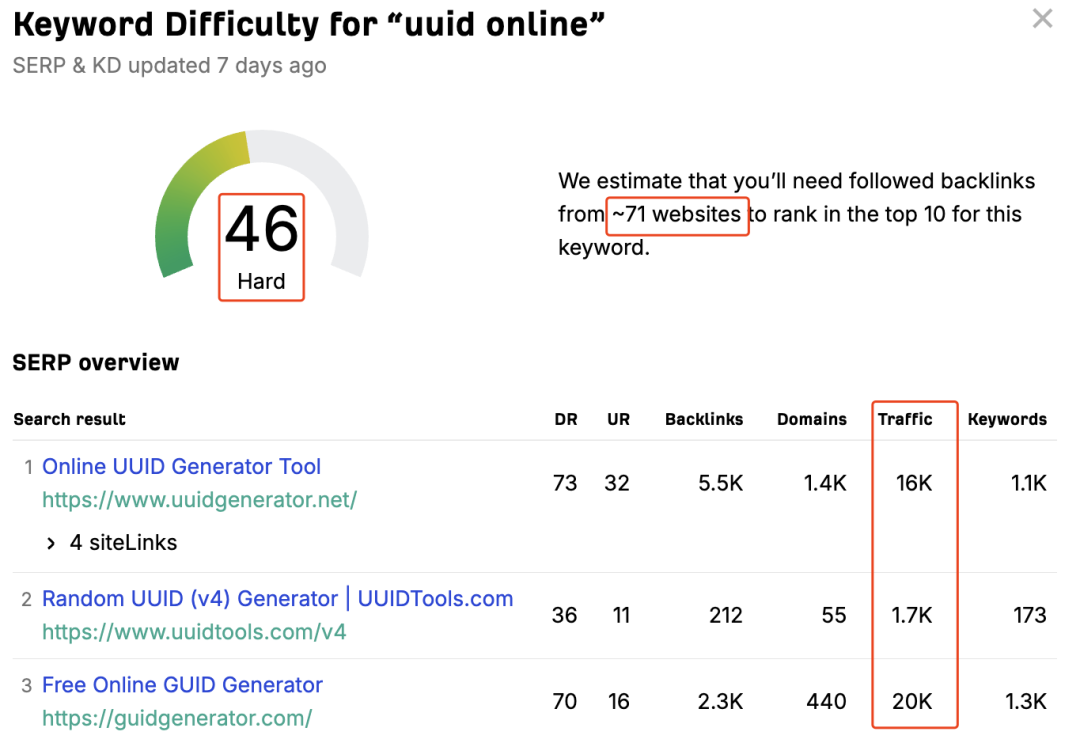 Keyword Difficulty for “uuid online”
SERP & KD updated 7 days ago
46
Hard
We estimate that you’ll need followed backlinks
from ~71 websites to rank in the top 10 for this
keyword.
SERP overview
Search result DR UR Backlinks Domains Traffic Keywords
1 Online UUID Generator Tool
https://www.uuidgenerator.net/
73 32 5.5K 1.4K 16K 1.1K
4 siteLinks
2 Random UUID (v4) Generator | UUIDTools.com
https://www.uuidtools.com/v4
36 11 212 55 1.7K 173
3 Free Online GUID Generator
https://guidgenerator.com/
70 16 2.3K 440 20K 1.3K